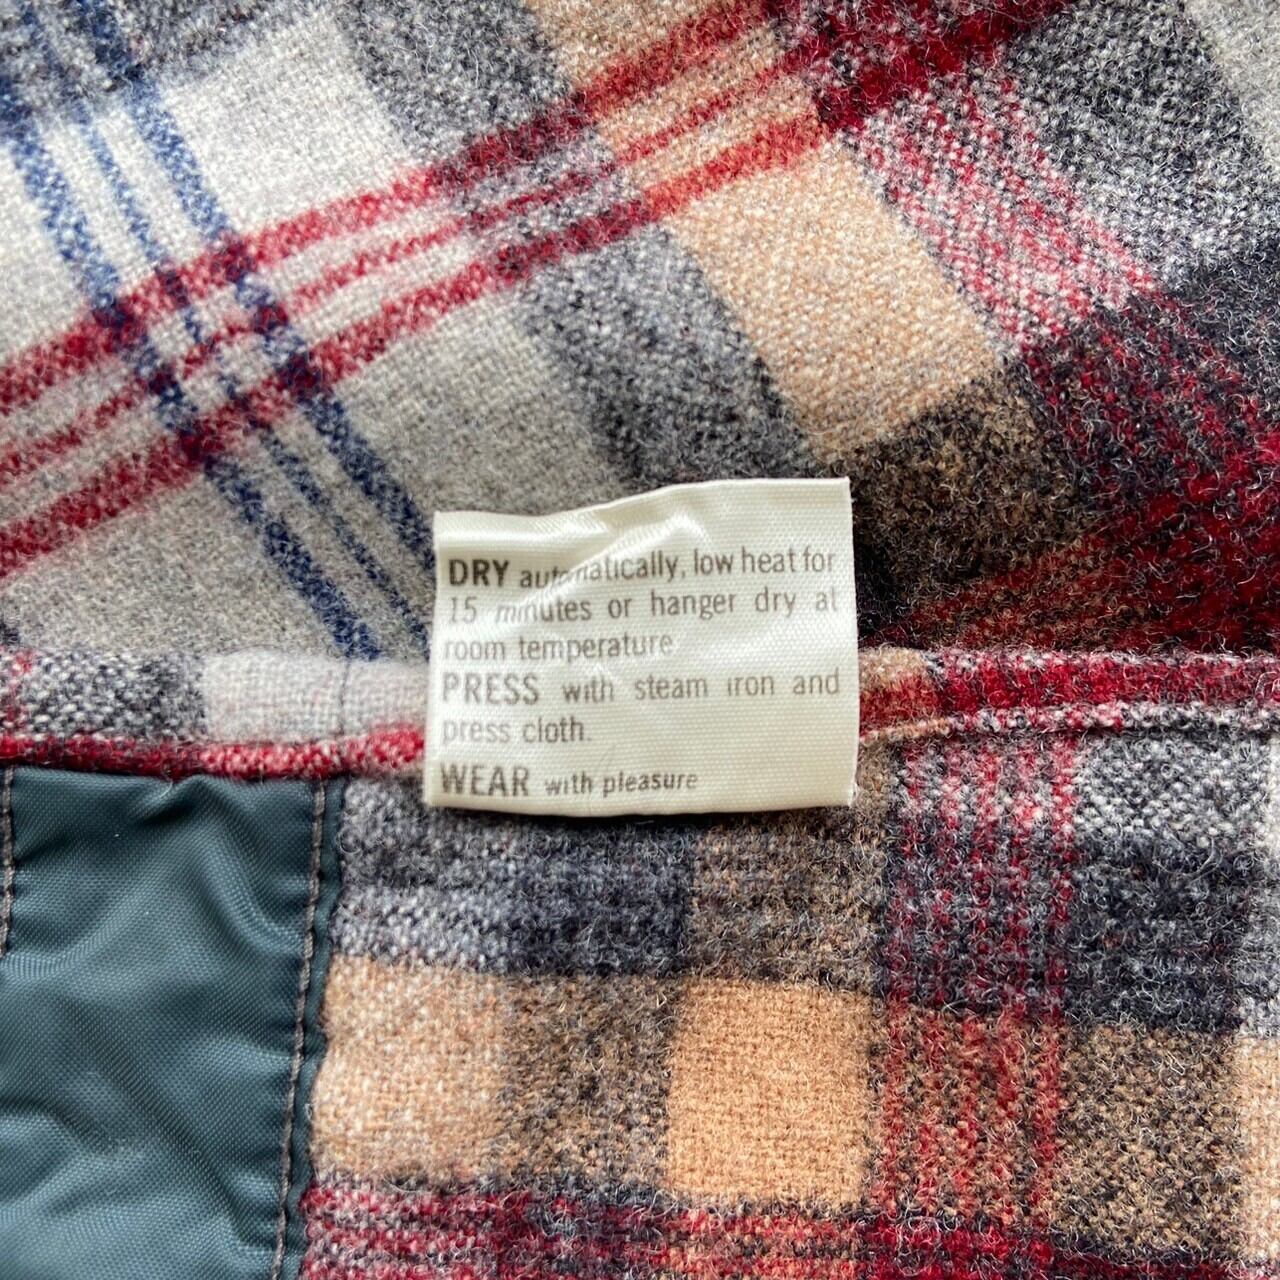 DRY automatically, low heat for
15 minutes or hanger dry at
room temperature
PRESS with steam iron and
press cloth.
WEAR with pleasure